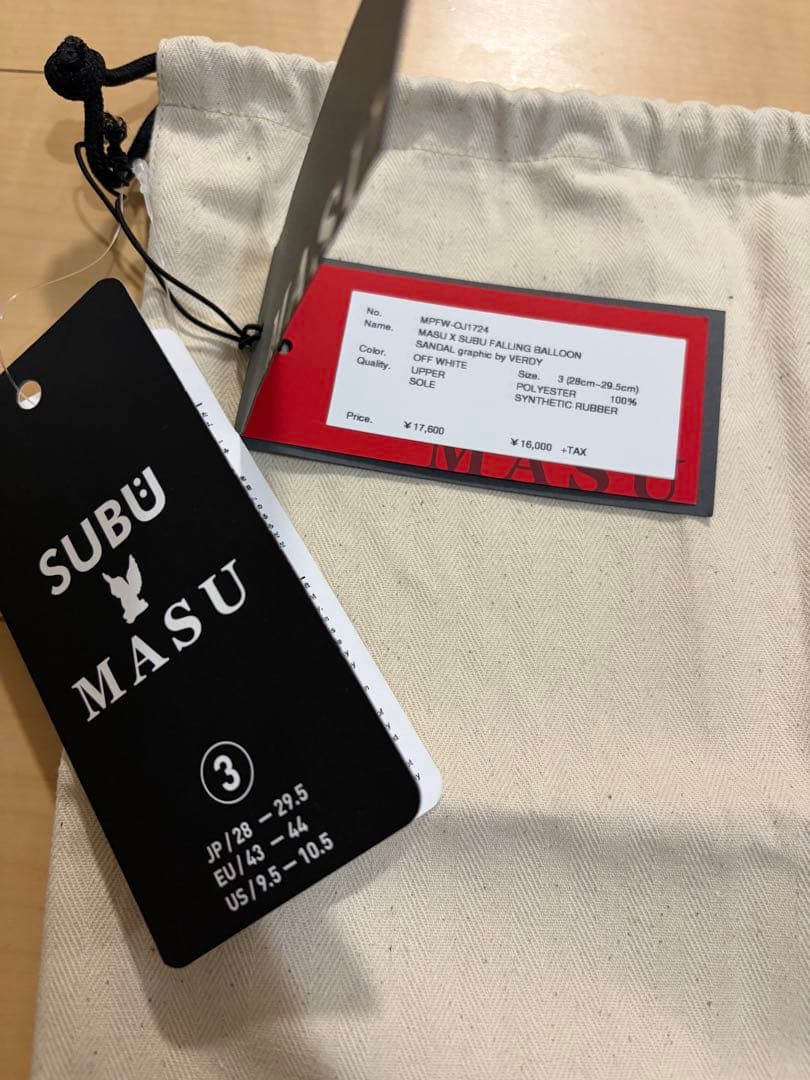 No. MPFW-OJ1724
Name. MASU X SUBU FALLING BALLOON
SANDAL graphic by VERDY
Color. OFF WHITE Size. 3 (28cm~29.5cm)
Quality. UPPER POLYESTER 100%
SOLE SYNTHETIC RUBBER
Price. ¥17,600 ¥16,000 +TAX
MASU
SUBU
MASU
3
JP/28 – 29.5
EU/43 – 44
US/9.5 – 10.5